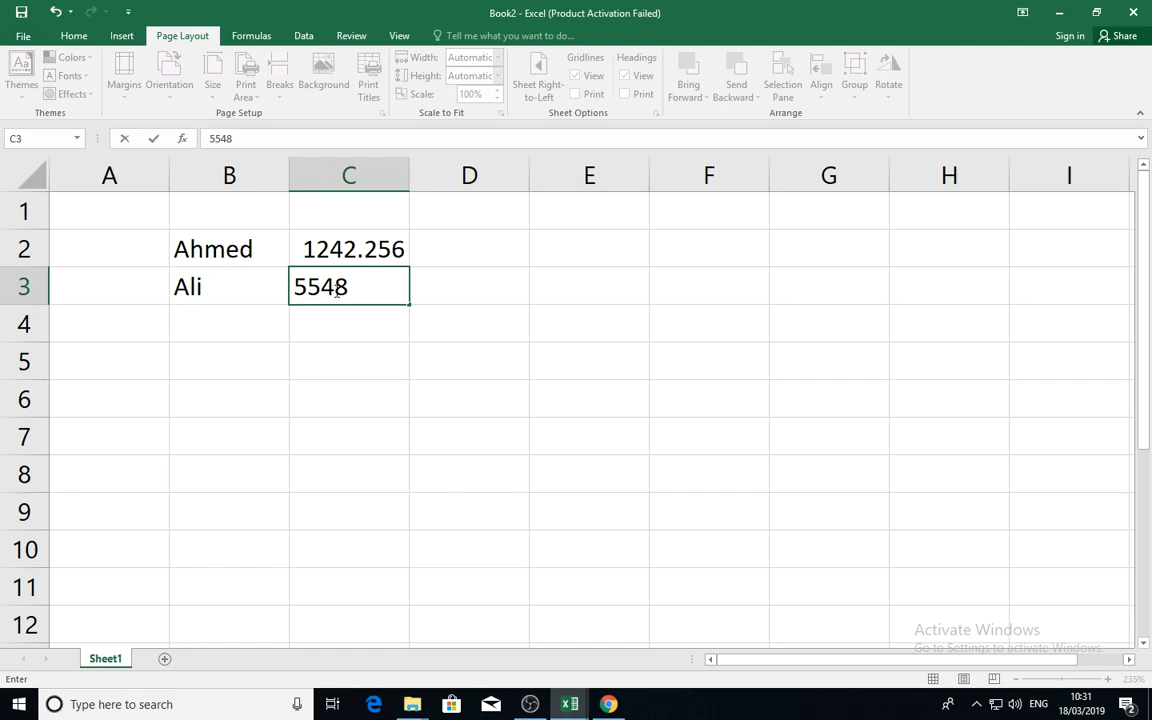 Book2 - Excel (Product Activation Failed)
File Home Insert Page Layout Formulas Data Review View Tell me what you want to do... Sign in Share
Themes Colors Fonts Effects Margins Orientation Size Print Area Breaks Background Print Titles Width: Automatic Height: Automatic Scale: 100% Gridlines View Print Headings View Print Sheet Right-to-Left Bring Forward Send Backward Selection Pane Align Group Rotate
Themes Page Setup Scale to Fit Sheet Options Arrange
C3 fx 5548
A B C D E F G H I
1
2 Ahmed 1242.256
3 Ali 5548
4
5
6
7
8
9
10
11
12
Activate Windows
Go to Settings to activate Windows.
Sheet1
Enter 235%
Type here to search ENG 10:31 18/03/2019 2